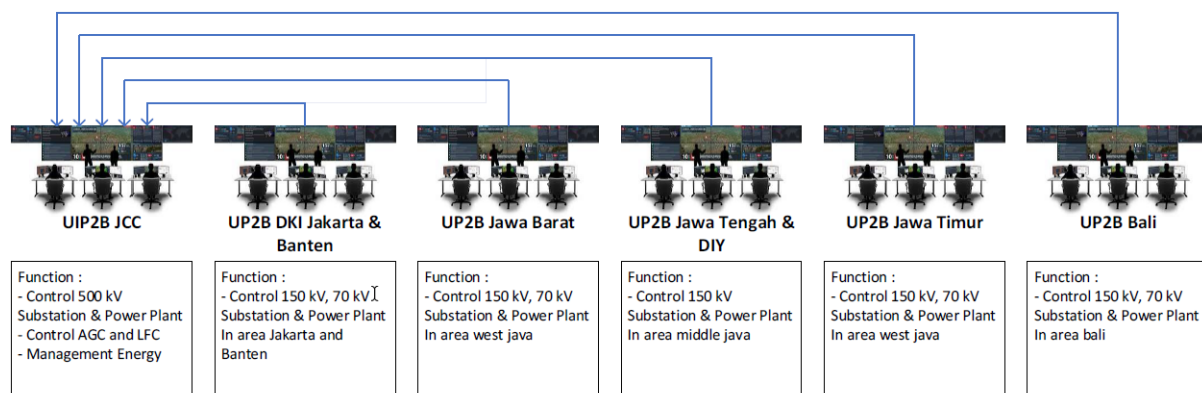 UIP2B JCC
UP2B DKI Jakarta &
Banten
UP2B Jawa Barat
UP2B Jawa Tengah &
DIY
UP2B Jawa Timur
UP2B Bali
Function :
- Control 500 kV
Substation & Power Plant
- Control AGC and LFC
- Management Energy
Function :
- Control 150 kV, 70 kV
Substation & Power Plant
In area Jakarta and
Banten
Function :
- Control 150 kV, 70 kV
Substation & Power Plant
In area west java
Function :
- Control 150 kV
Substation & Power Plant
In area middle java
Function :
- Control 150 kV, 70 kV
Substation & Power Plant
In area west java
Function :
- Control 150 kV, 70 kV
Substation & Power Plant
In area bali